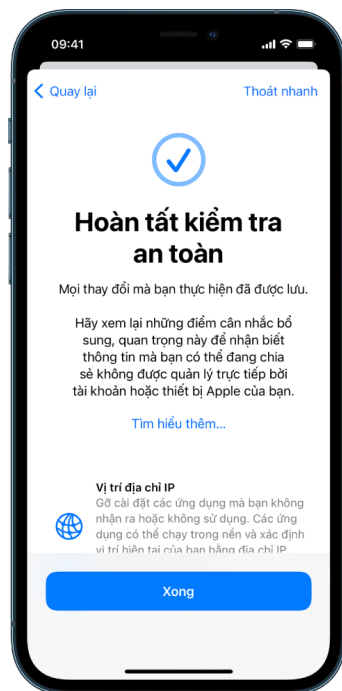 09:41
Quay lại
Thoát nhanh
Hoàn tất kiểm tra
an toàn
Mọi thay đổi mà bạn thực hiện đã được lưu.
Hãy xem lại những điểm cân nhắc bổ
sung, quan trọng này để nhận biết
thông tin mà bạn có thể đang chia
sẻ không được quản lý trực tiếp bởi
tài khoản hoặc thiết bị Apple của bạn.
Tìm hiểu thêm...
Vị trí địa chỉ IP
Gỡ cài đặt các ứng dụng mà bạn không
nhận ra hoặc không sử dụng. Các ứng
dụng có thể chạy trong nền và xác định
vị trí hiện tại của bạn bằng địa chỉ IP
Xong